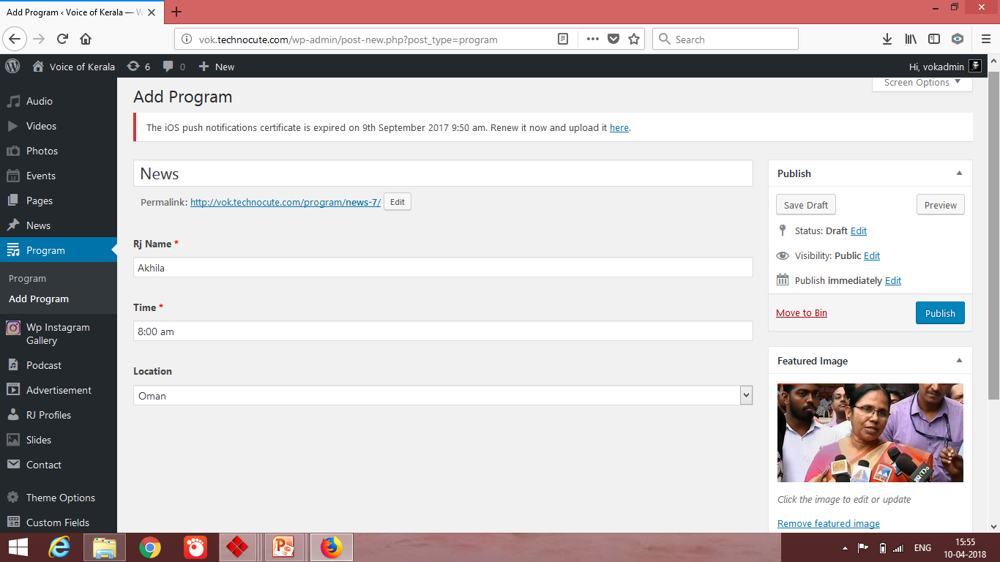 Add Program ‹ Voice of Kerala — W
vok.technocute.com/wp-admin/post-new.php?post_type=program
Search
Voice of Kerala
6
0
New
Hi, vokadmin
Audio
Videos
Photos
Events
Pages
News
Program
Program
Add Program
Wp Instagram
Gallery
Podcast
Advertisement
RJ Profiles
Slides
Contact
Theme Options
Custom Fields
Screen Options
Add Program
The iOS push notifications certificate is expired on 9th September 2017 9:50 am. Renew it now and upload it here.
News
Permalink: http://vok.technocute.com/program/news-7/ Edit
Rj Name *
Akhila
Time *
8:00 am
Location
Oman
Publish
Save Draft
Preview
Status: Draft Edit
Visibility: Public Edit
Publish immediately Edit
Move to Bin
Publish
Featured Image
Click the image to edit or update
Remove featured image
ENG
15:55
10-04-2018